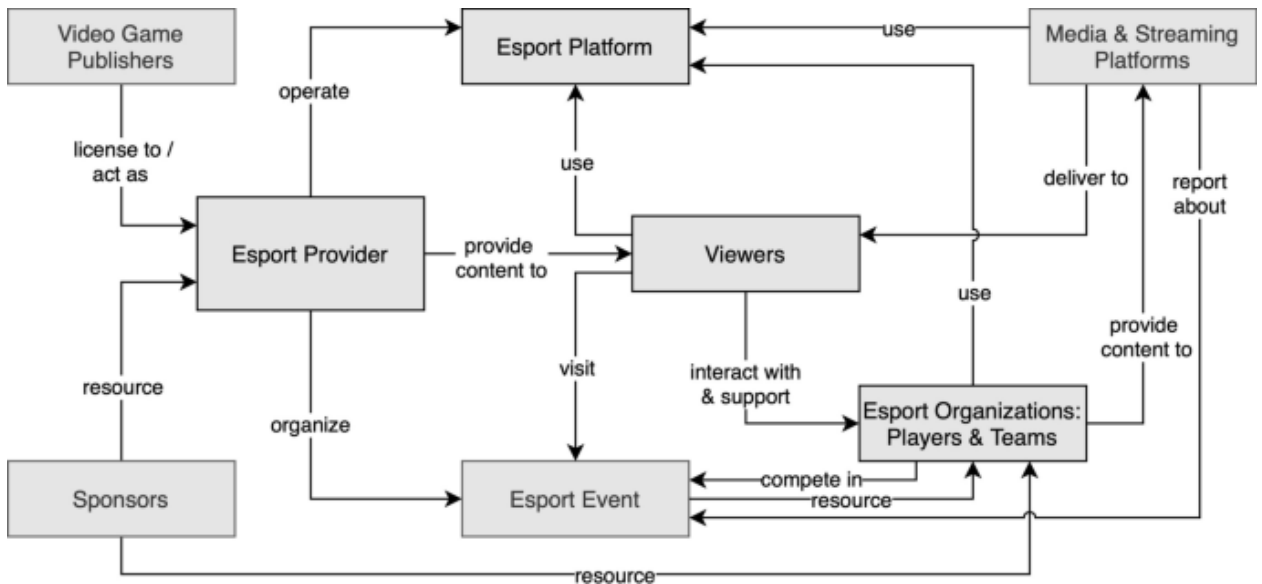 Video Game
Publishers
Esport Platform
use
Media & Streaming
Platforms
operate
license to /
act as
use
deliver to
report
about
Esport Provider
provide
content to
Viewers
use
provide
content to
resource
visit
interact with
& support
organize
Esport Organizations:
Players & Teams
Sponsors
Esport Event
compete in
resource
resource